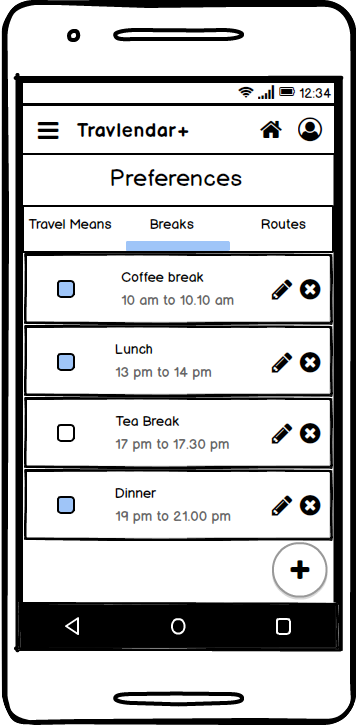 12:34
Travlendar+
Preferences
Travel Means Breaks Routes
Coffee break
10 am to 10.10 am
Lunch
13 pm to 14 pm
Tea Break
17 pm to 17.30 pm
Dinner
19 pm to 21.00 pm